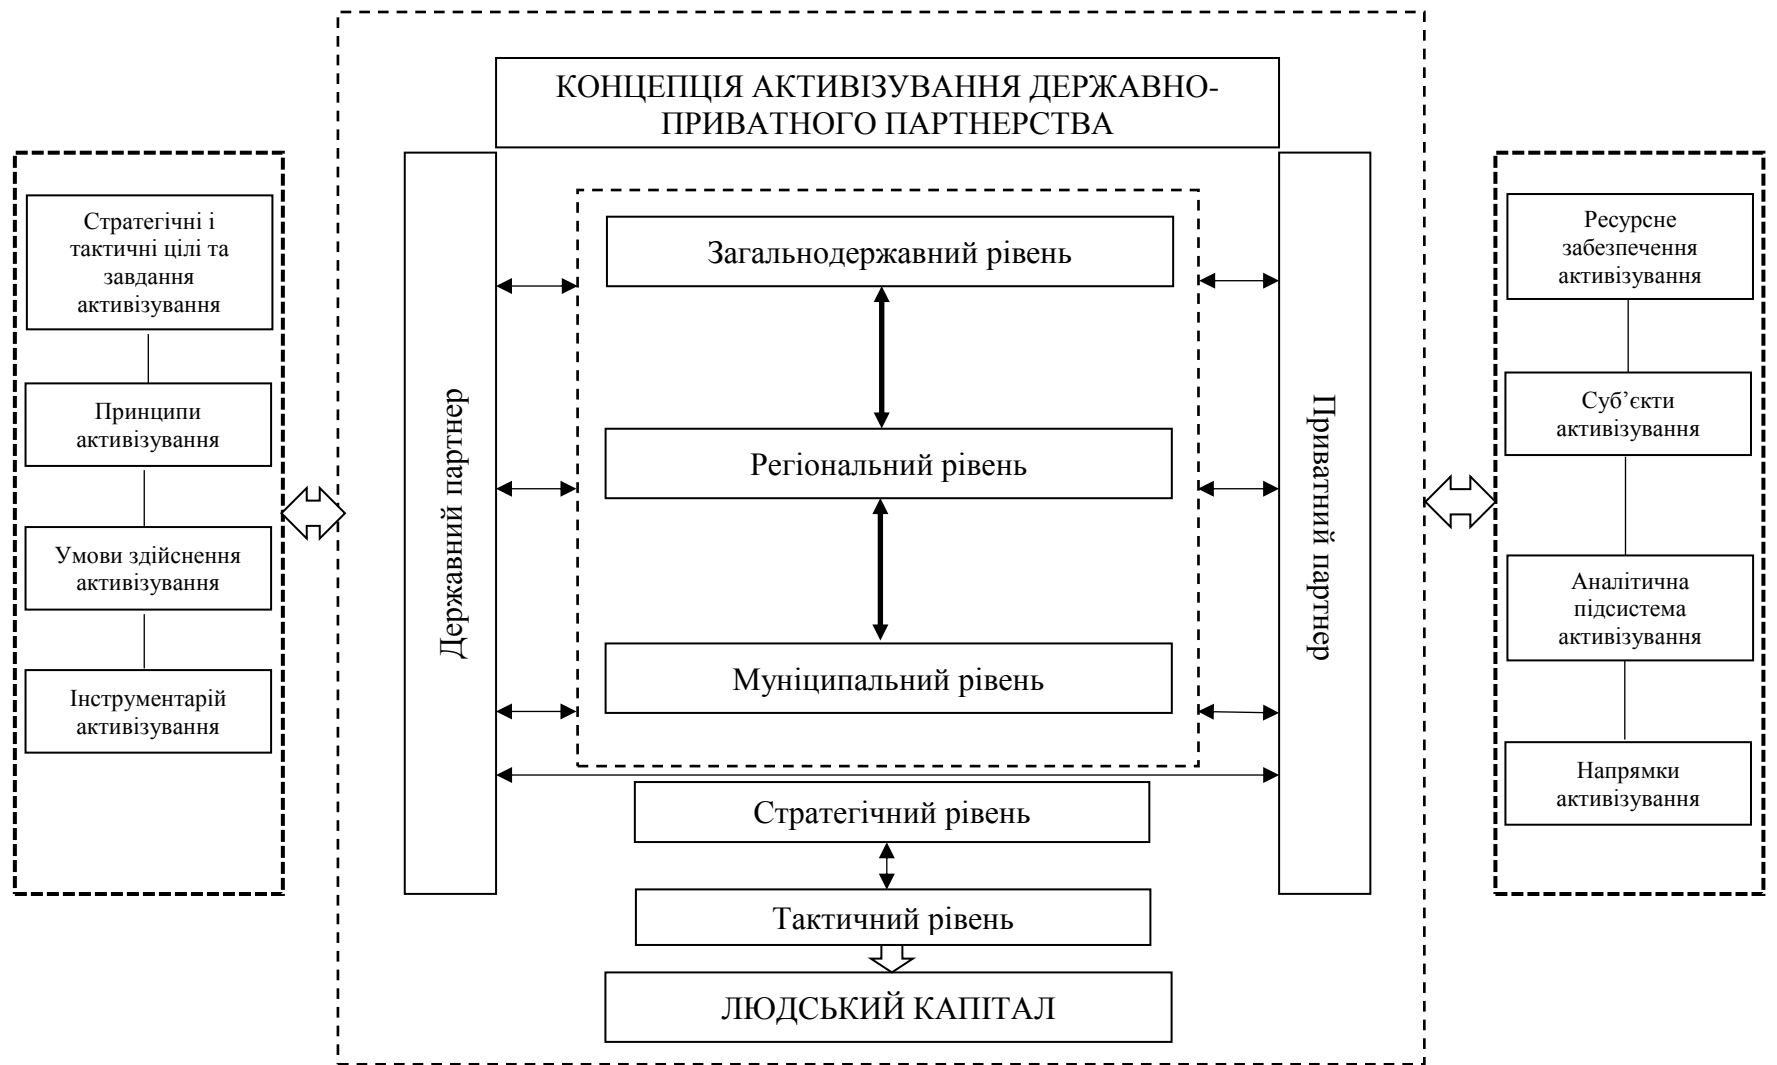 КОНЦЕПЦІЯ АКТИВІЗУВАННЯ ДЕРЖАВНО-
ПРИВАТНОГО ПАРТНЕРСТВА
Стратегічні і
тактичні цілі та
завдання
активізування
Принципи
активізування
Умови здійснення
активізування
Інструментарій
активізування
Державний партнер
Загальнодержавний рівень
Регіональний рівень
Муніципальний рівень
Стратегічний рівень
Тактичний рівень
ЛЮДСЬКИЙ КАПІТАЛ
Приватний партнер
Ресурсне
забезпечення
активізування
Суб’єкти
активізування
Аналітична
підсистема
активізування
Напрямки
активізування